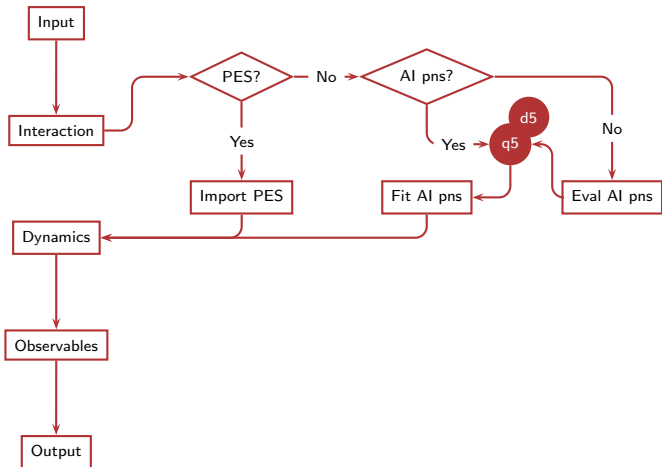 Input
PES?
No
AI pns?
d5
Interaction
No
Yes
Yes
q5
Import PES
Fit AI pns
Eval AI pns
Dynamics
Observables
Output